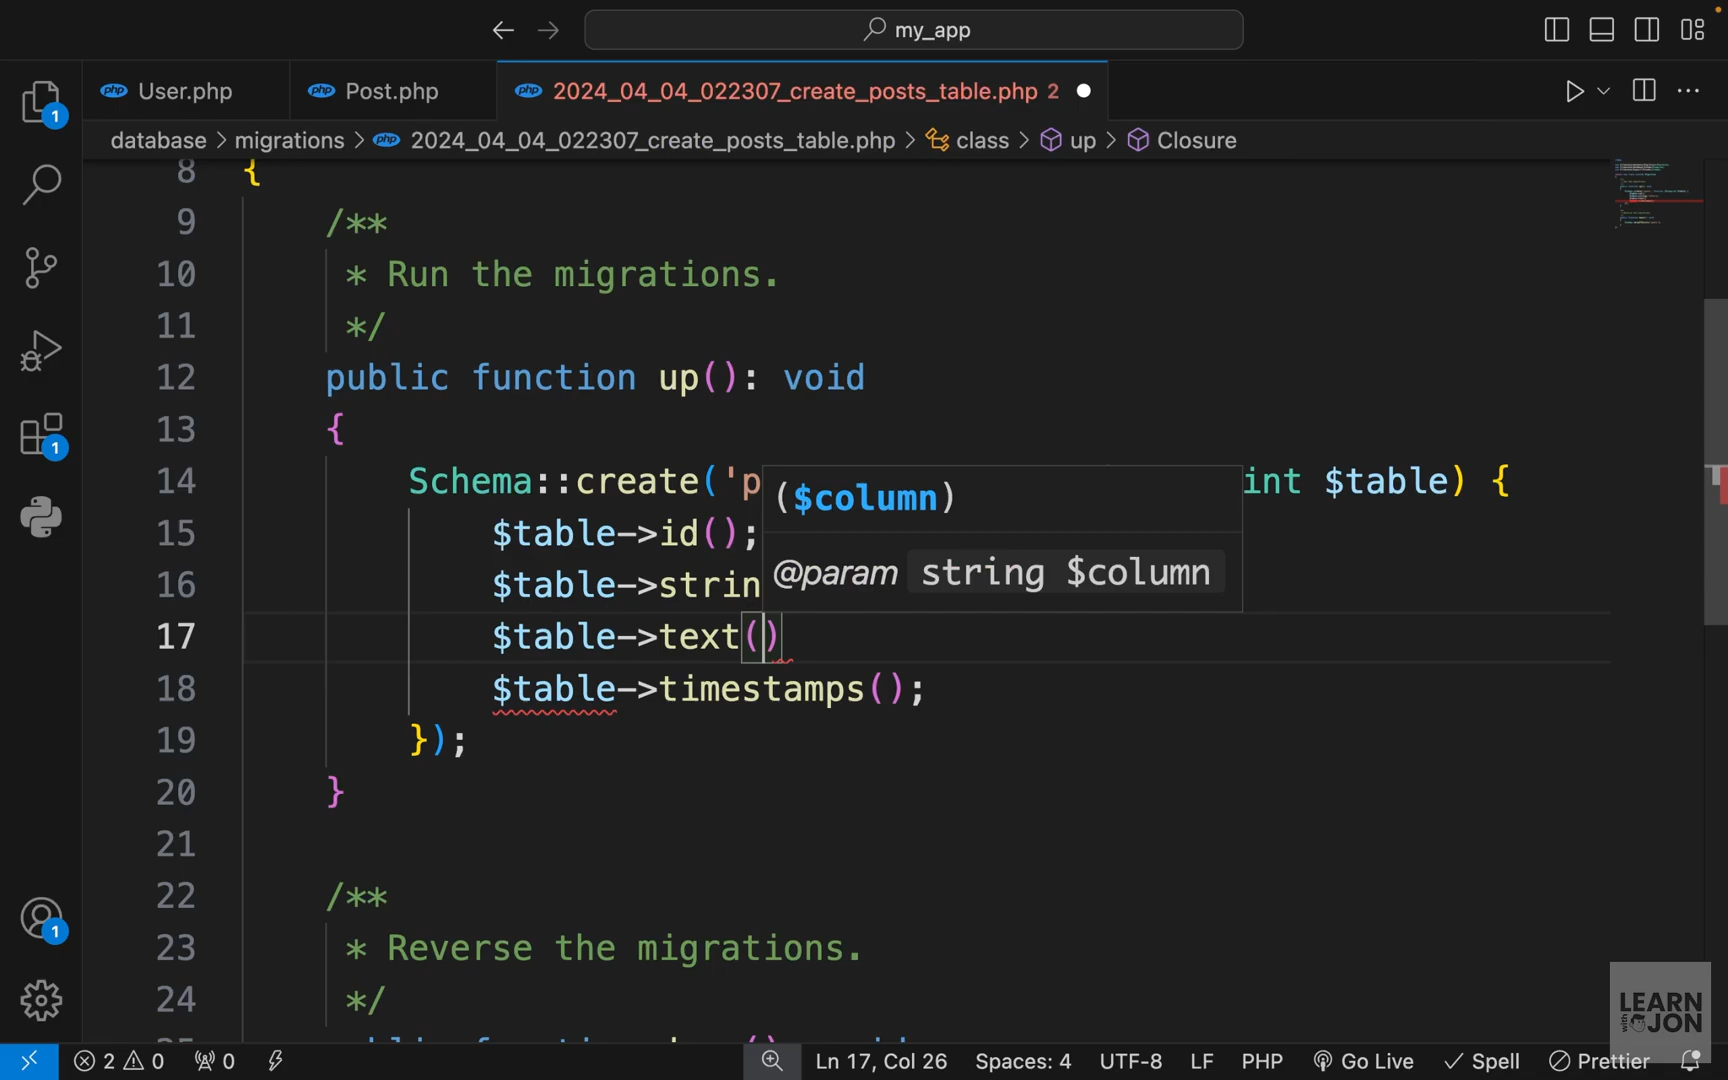 my_app
User.php
Post.php
2024_04_04_022307_create_posts_table.php 2
database > migrations > 2024_04_04_022307_create_posts_table.php > class > up > Closure
8 {
9 /**
10 * Run the migrations.
11 */
12 public function up(): void
13 {
14 Schema::create('p int $table) {
($column)
15 $table->id();
@param string $column
16 $table->strin
17 $table->text()
18 $table->timestamps();
19 });
20 }
21
22 /**
23 * Reverse the migrations.
24 */
1
1
1
LEARN
with JON
2 0 0 Ln 17, Col 26 Spaces: 4 UTF-8 LF PHP Go Live Spell Prettier